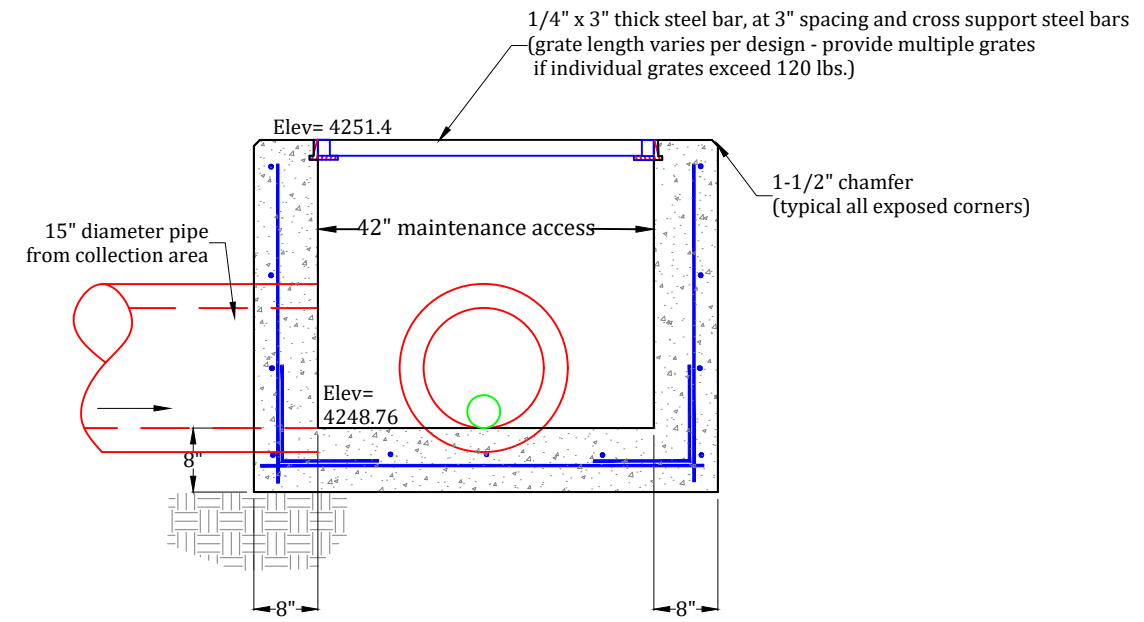 1/4" x 3" thick steel bar, at 3" spacing and cross support steel bars
(grate length varies per design - provide multiple grates
if individual grates exceed 120 lbs.)
Elev= 4251.4
1-1/2" chamfer
(typical all exposed corners)
42" maintenance access
15" diameter pipe
from collection area
Elev=
4248.76
8"
8"
8"